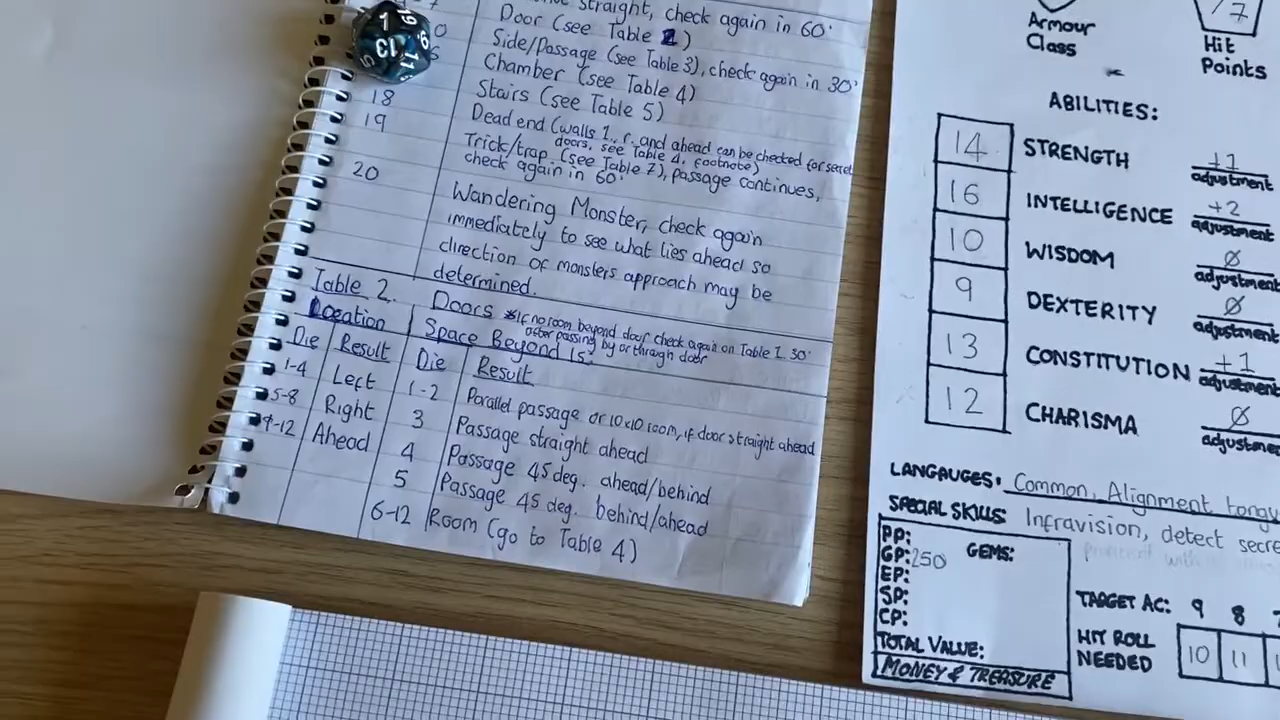 straight, check again in 60'
Door (see Table 2)
Side/Passage (see Table 3), check again in 30'
Chamber (see Table 4)
18 Stairs (see Table 5)
19 Dead end (walls l., r. and ahead can be checked for secret
doors, see Table 4, footnote)
Trick/trap (see Table 7), passage continues,
check again in 60'
20 Wandering Monster, check again
immediately to see what lies ahead so
direction of monsters approach may be
determined.
Table 2. Doors *If no room beyond door check again on Table 1 30'
after passing by or through door
Location Space Beyond Is
Die Result Die Result
1-4 Left 1-2 Parallel passage or 10x10 room, if door straight ahead
5-8 Right 3 Passage straight ahead
9-12 Ahead 4 Passage 45 deg. ahead/behind
5 Passage 45 deg. behind/ahead
6-12 Room (go to Table 4)
1
19
9
13
11
Armour
Class
7
Hit
Points
ABILITIES:
14 STRENGTH +1
adjustment
16 INTELLIGENCE +2
adjustment
10 WISDOM Ø
adjustment
9 DEXTERITY Ø
adjustment
13 CONSTITUTION +1
adjustment
12 CHARISMA Ø
adjustment
LANGAUGES: Common, Alignment
SPECIAL SKILLS: Infravision, detect
PP: GEMS:
GP: 250
EP:
SP:
CP:
TOTAL VALUE:
MONEY & TREASURE
TARGET AC: 9 8
HIT ROLL
NEEDED 10 11